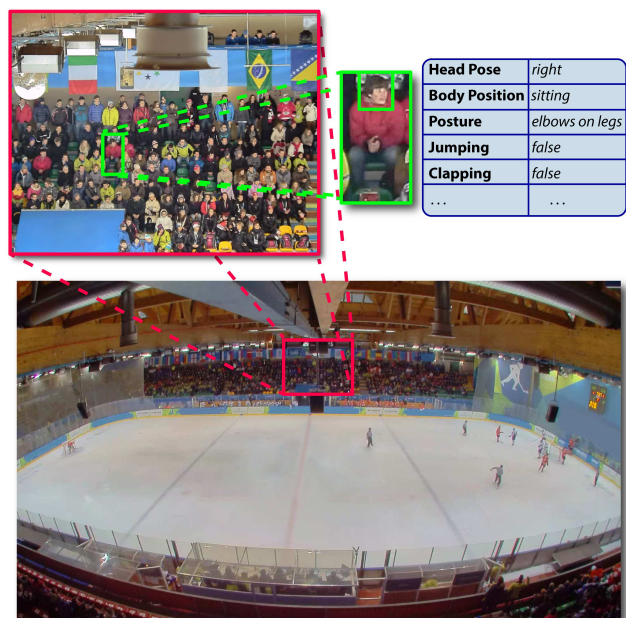 Head Pose right
Body Position sitting
Posture elbows on legs
Jumping false
Clapping false
... ...